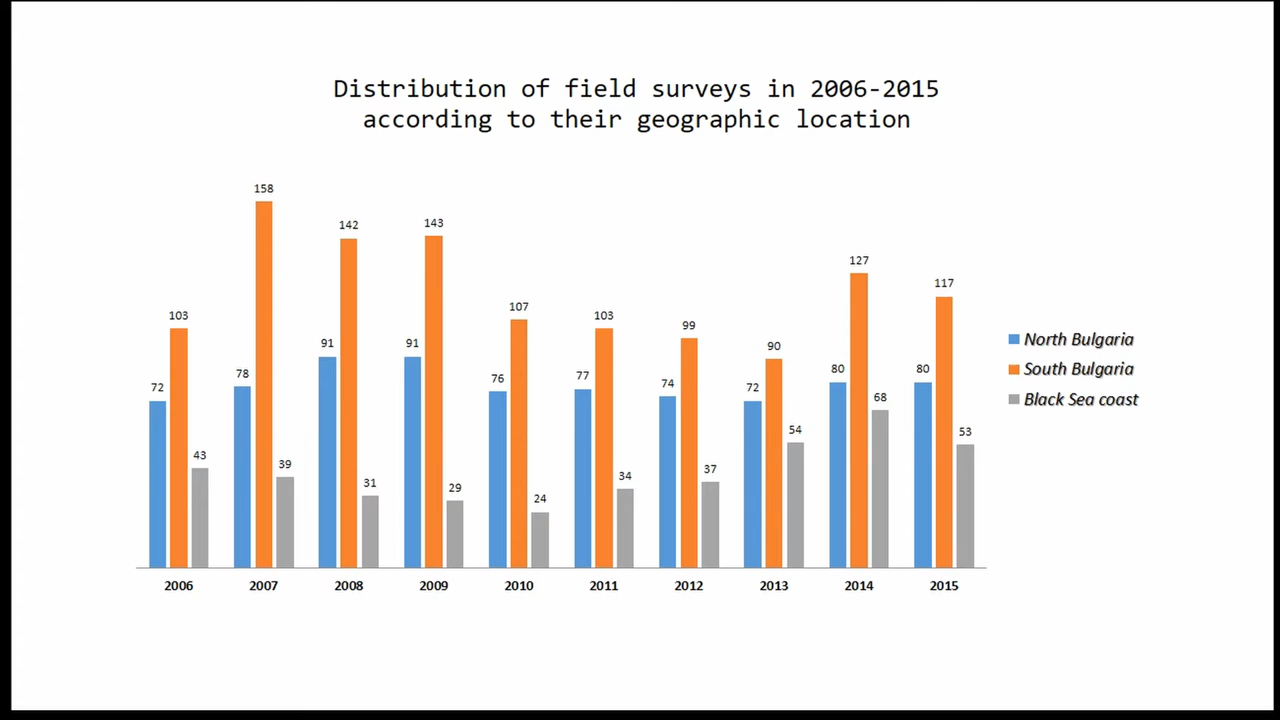 Distribution of field surveys in 2006-2015
according to their geographic location
72 103 43
78 158 39
91 142 31
91 143 29
76 107 24
77 103 34
74 99 37
72 90 54
80 127 68
80 117 53
2006 2007 2008 2009 2010 2011 2012 2013 2014 2015
North Bulgaria
South Bulgaria
Black Sea coast